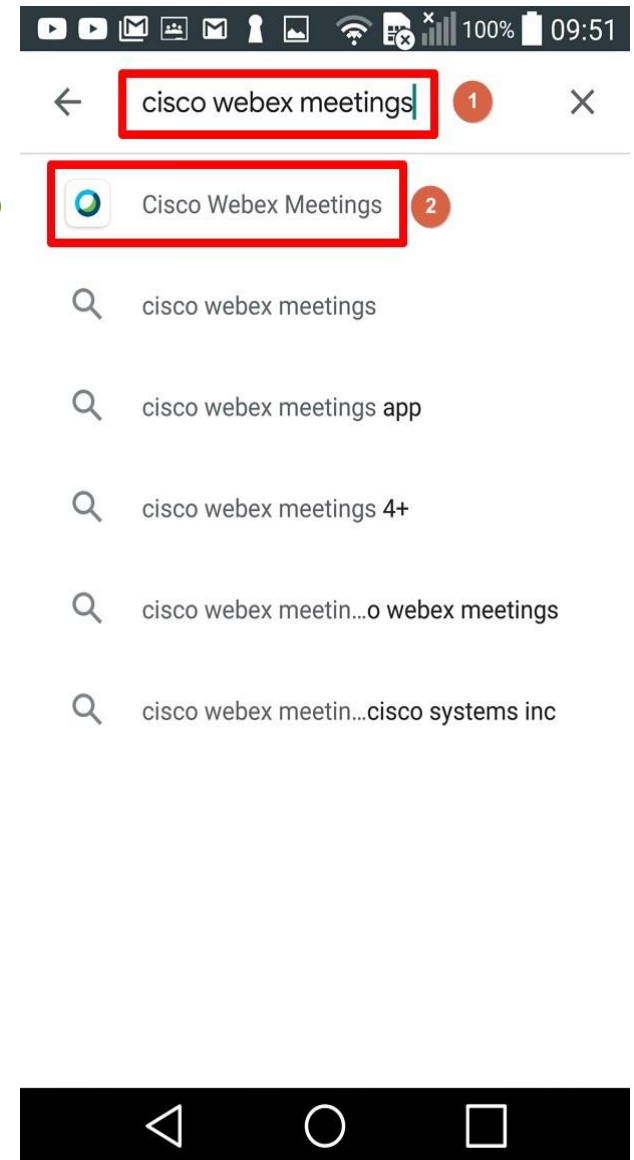 100% 09:51
cisco webex meetings 1
Cisco Webex Meetings 2
cisco webex meetings
cisco webex meetings app
cisco webex meetings 4+
cisco webex meetin...o webex meetings
cisco webex meetin...cisco systems inc